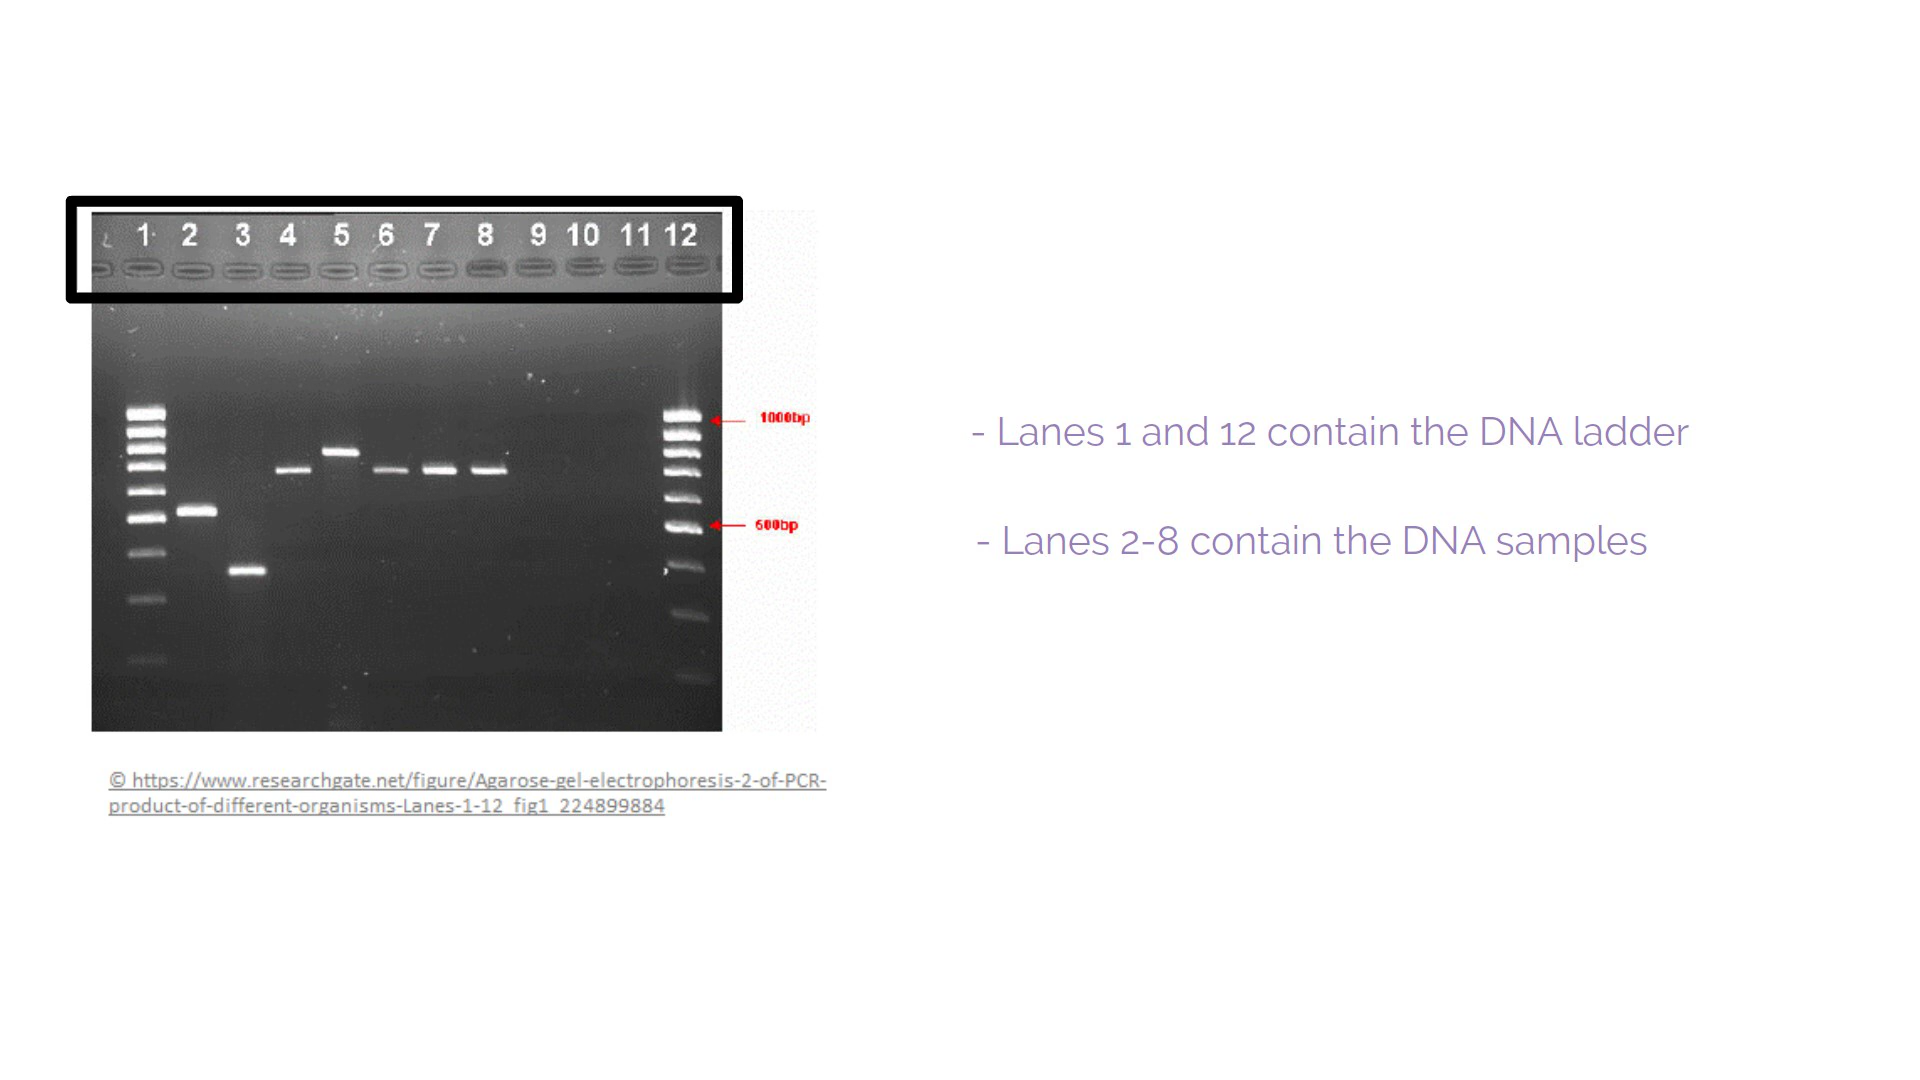 1 2 3 4 5 6 7 8 9 10 11 12
1000bp
600bp
- Lanes 1 and 12 contain the DNA ladder
- Lanes 2-8 contain the DNA samples
© https://www.researchgate.net/figure/Agarose-gel-electrophoresis-2-of-PCR-
product-of-different-organisms-Lanes-1-12_fig1_224899884